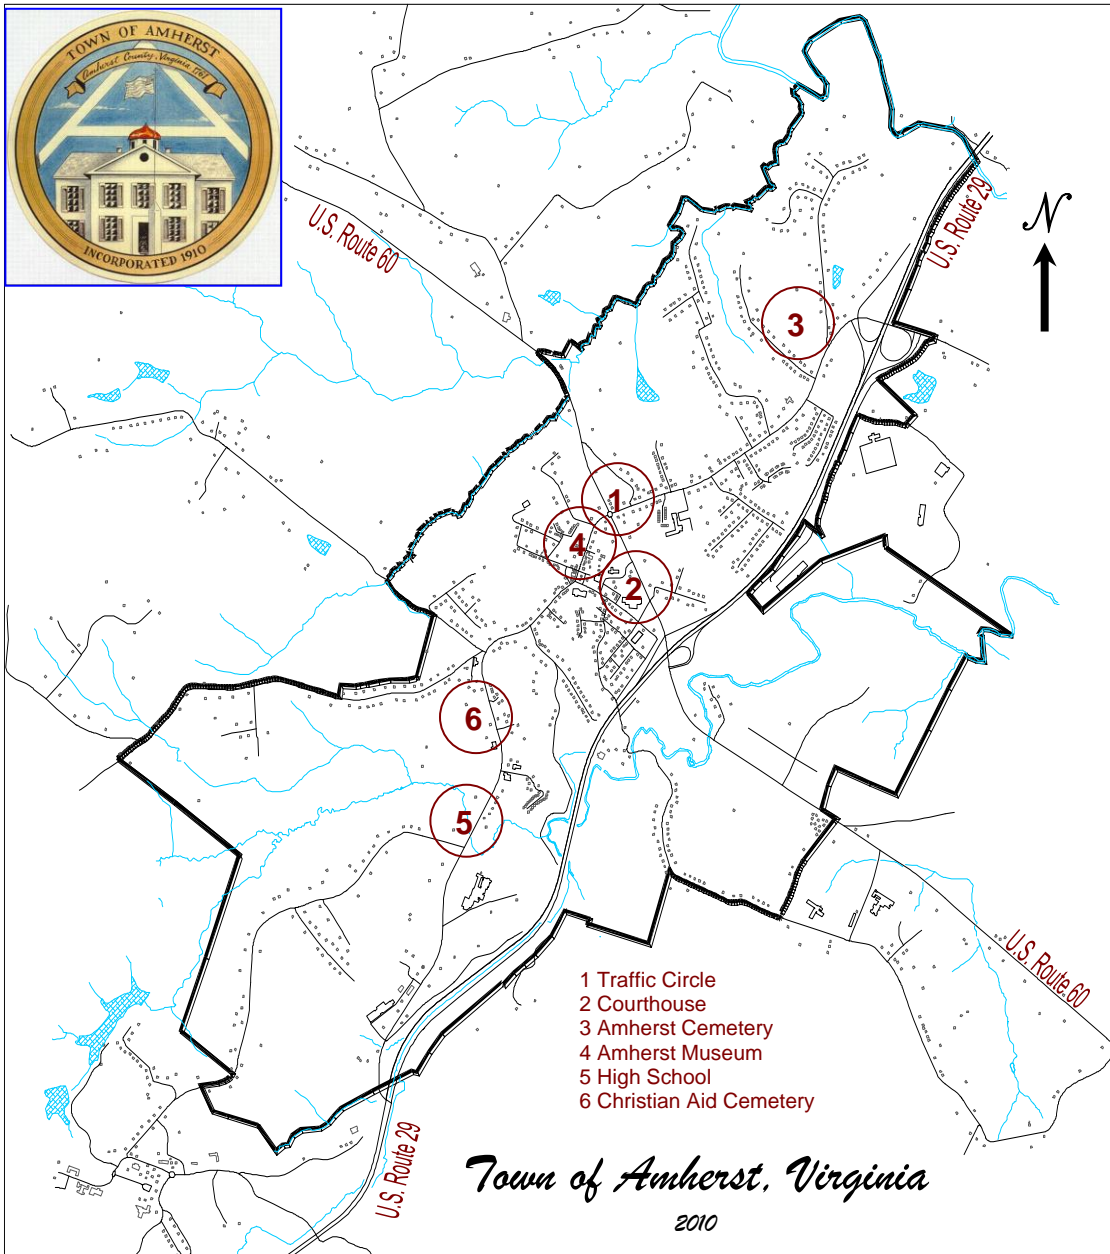 TOWN OF AMHERST
Amherst County, Virginia 1761
INCORPORATED 1910
U.S. Route 60
U.S. Route 29
N
3
1
4
2
6
5
U.S. Route 60
1 Traffic Circle
2 Courthouse
3 Amherst Cemetery
4 Amherst Museum
5 High School
6 Christian Aid Cemetery
U.S. Route 29
Town of Amherst, Virginia
2010